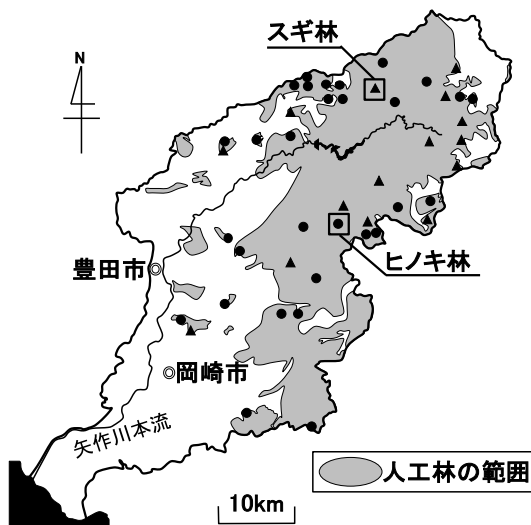 スギ林
N
ヒノキ林
豊田市
岡崎市
矢作川本流
人工林の範囲
10km